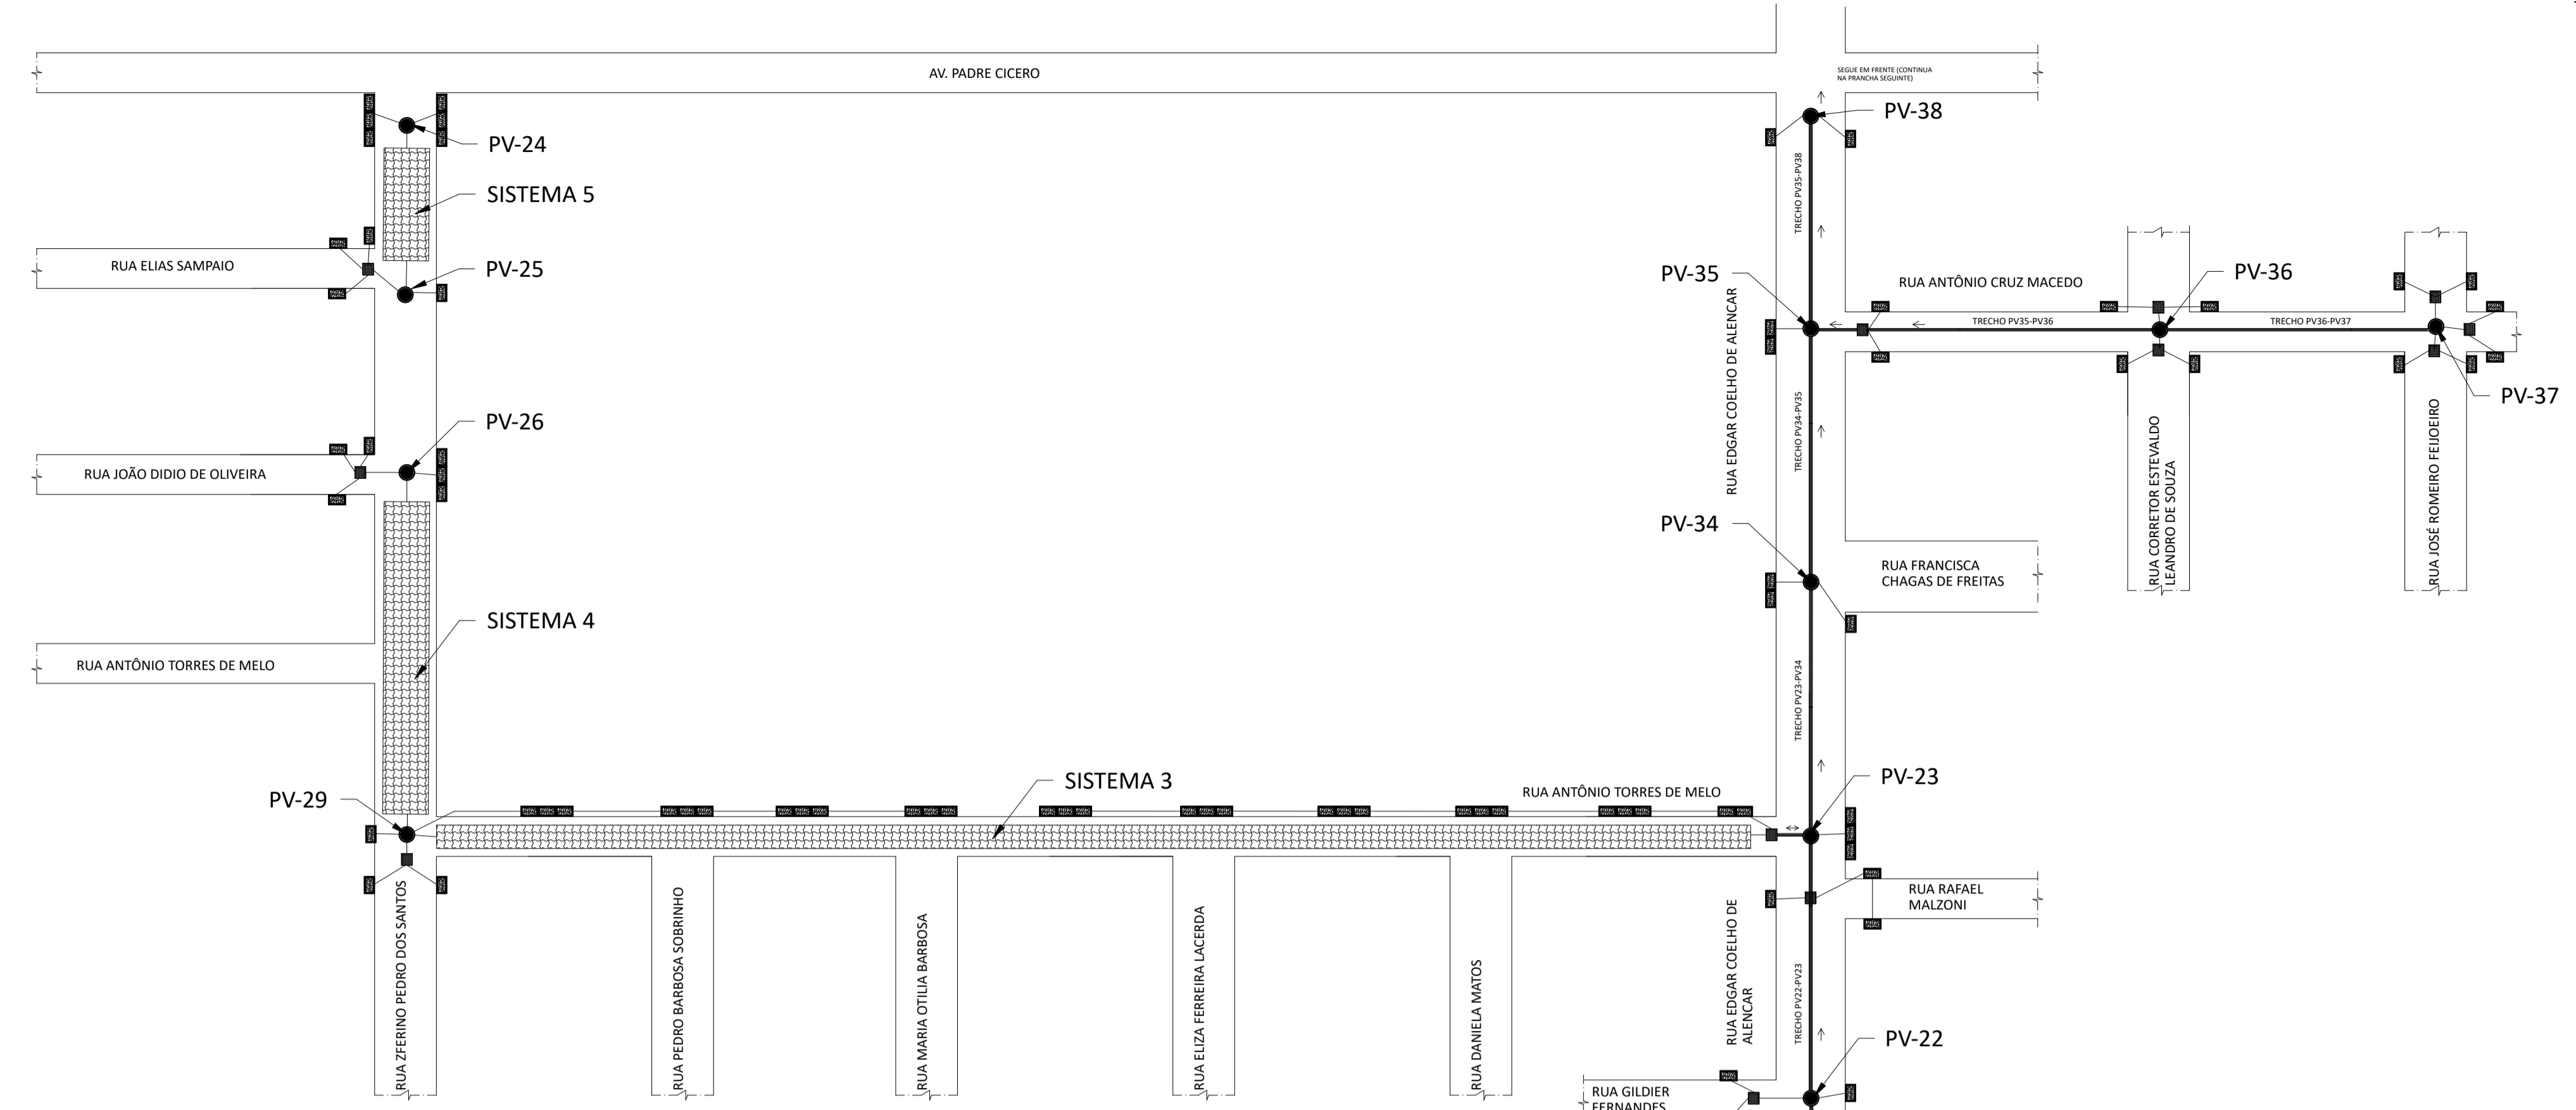 AV. PADRE CICERO
SEGUE EM FRENTE (CONTINUA
NA PRANCHA SEGUINTE)
PV-38
PV-24
TRECHO PV35-PV38
SISTEMA 5
RUA ELIAS SAMPAIO
PV-25
PV-35
PV-36
RUA ANTÔNIO CRUZ MACEDO
TRECHO PV35-PV36
TRECHO PV36-PV37
RUA EDGAR COELHO DE ALENCAR
PV-37
PV-26
TRECHO PV34-PV35
RUA JOÃO DIDIO DE OLIVEIRA
RUA CORRETOR ESTEVALDO
LEANDRO DE SOUZA
RUA JOSÉ ROMEIRO FEIJOEIRO
PV-34
RUA FRANCISCA
CHAGAS DE FREITAS
SISTEMA 4
RUA ANTÔNIO TORRES DE MELO
TRECHO PV23-PV34
PV-29
SISTEMA 3
RUA ANTÔNIO TORRES DE MELO
PV-23
RUA RAFAEL
MALZONI
RUA ZFERINO PEDRO DOS SANTOS
RUA PEDRO BARBOSA SOBRINHO
RUA MARIA OTILIA BARBOSA
RUA ELIZA FERREIRA LACERDA
RUA DANIELA MATOS
RUA EDGAR COELHO DE
ALENCAR
TRECHO PV22-PV23
PV-22
RUA GILDIER
FERNANDES